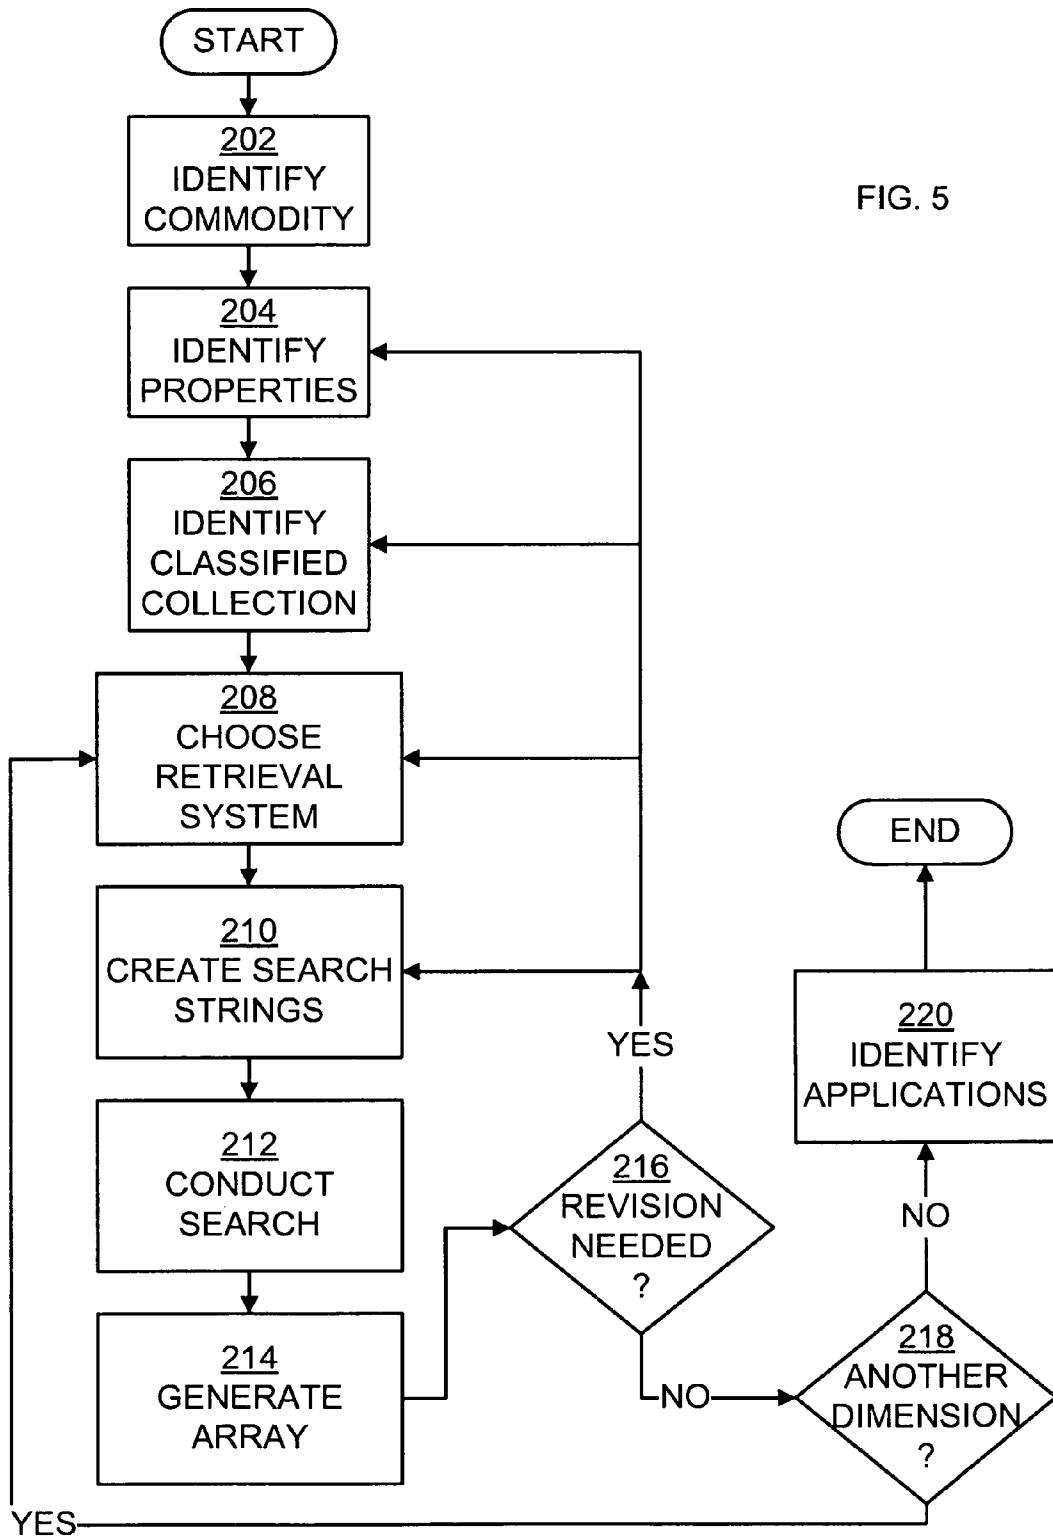 START
202
IDENTIFY
COMMODITY
FIG. 5
204
IDENTIFY
PROPERTIES
206
IDENTIFY
CLASSIFIED
COLLECTION
208
CHOOSE
RETRIEVAL
SYSTEM
210
CREATE SEARCH
STRINGS
212
CONDUCT
SEARCH
214
GENERATE
ARRAY
216
REVISION
NEEDED
?
YES
NO
218
ANOTHER
DIMENSION
?
YES
NO
220
IDENTIFY
APPLICATIONS
END